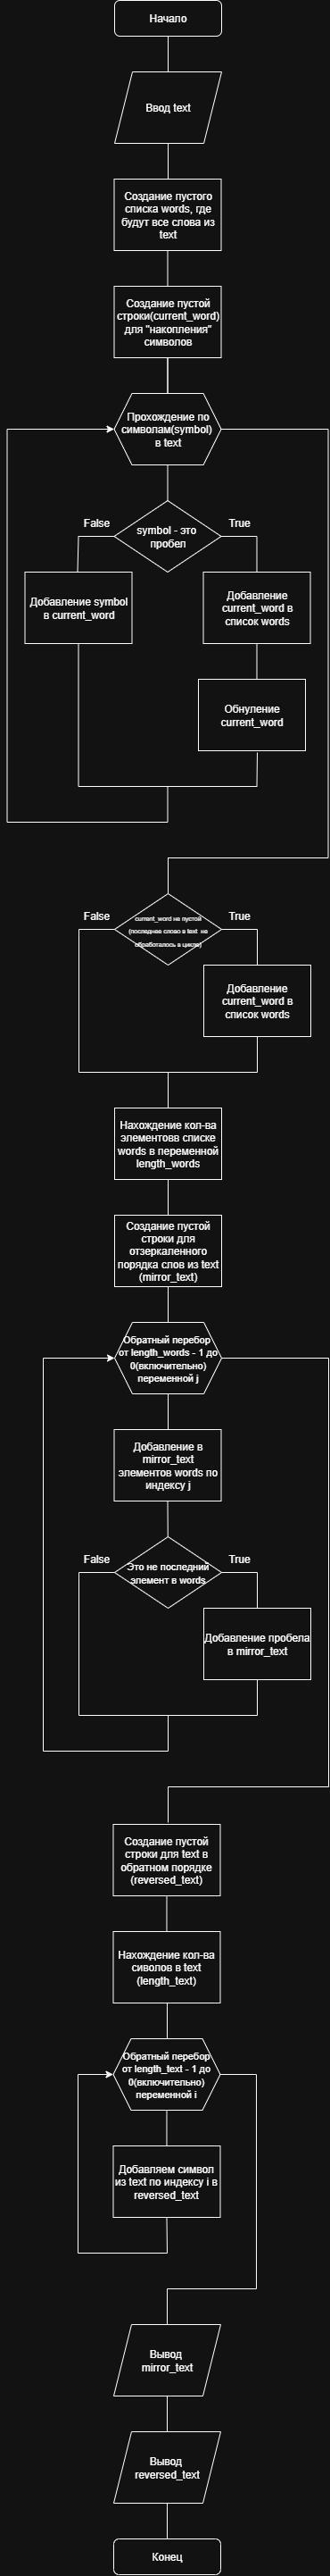 Начало
Ввод text
Создание пустого
списка words, где
будут все слова из
text
Создание пустой
строки(current_word)
для "накопления"
символов
Прохождение по
символам(symbol)
в text
False
symbol - это
пробел
True
Добавление symbol
в current_word
Добавление
current_word в
список words
Обнуление
current_word
False
current_word не пустой
(последнее слово в text не
обработалось в цикле)
True
Добавление
current_word в
список words
Нахождение кол-ва
элементовв списке
words в переменной
length_words
Создание пустой
строки для
отзеркаленного
порядка слов из text
(mirror_text)
Обратный перебор
от length_words - 1 до
0(включительно)
переменной j
Добавление в
mirror_text
элементов words по
индексу j
False
Это не последний
элемент в words
True
Добавление пробела
в mirror_text
Создание пустой
строки для text в
обратном порядке
(reversed_text)
Нахождение кол-ва
сиволов в text
(length_text)
Обратный перебор
от length_text - 1 до
0(включительно)
переменной i
Добавляем символ
из text по индексу i в
reversed_text
Вывод
mirror_text
Вывод
reversed_text
Конец